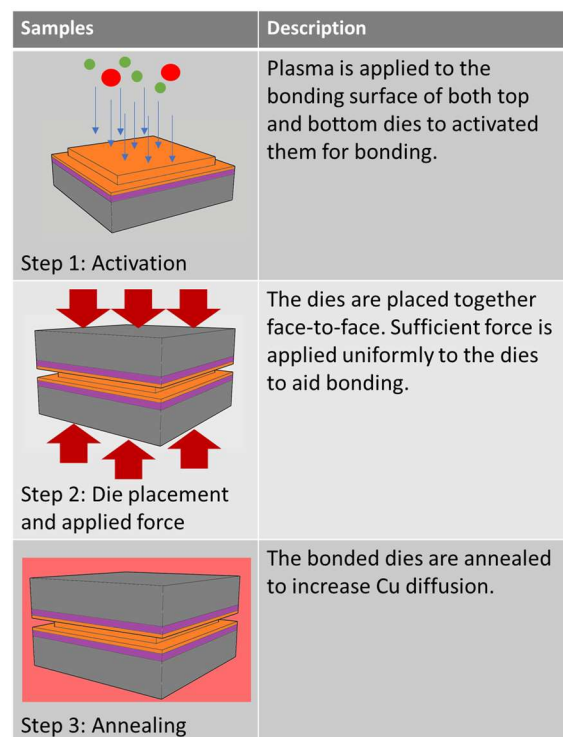 Samples
Description
Plasma is applied to the
bonding surface of both top
and bottom dies to activated
them for bonding.
Step 1: Activation
The dies are placed together
face-to-face. Sufficient force is
applied uniformly to the dies
to aid bonding.
Step 2: Die placement
and applied force
The bonded dies are annealed
to increase Cu diffusion.
Step 3: Annealing